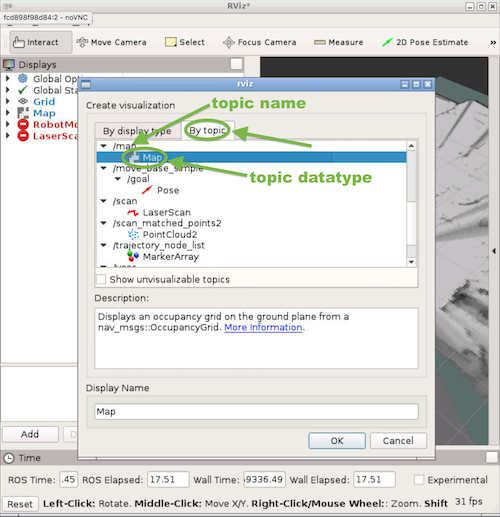 RViz*
fcd898f98d84:2 - noVNC
Interact Move Camera Select Focus Camera Measure 2D Pose Estimate »
Displays
Global Opti
Global Sta
Grid
Map
RobotMo
LaserSca
rviz
Create visualization
topic name
By display type By topic
/map
Map
topic datatype
/move_base_simple
/goal
Pose
/scan
LaserScan
/scan_matched_points2
PointCloud2
/trajectory_node_list
MarkerArray
Show unvisualizable topics
Description:
Displays an occupancy grid on the ground plane from a
nav_msgs::OccupancyGrid. More Information.
Display Name
Map
OK Cancel
Add D
Time
ROS Time: .45 ROS Elapsed: 17.51 Wall Time: 9336.49 Wall Elapsed: 17.51 Experimental
Reset Left-Click: Rotate. Middle-Click: Move X/Y. Right-Click/Mouse Wheel:: Zoom. Shift 31 fps